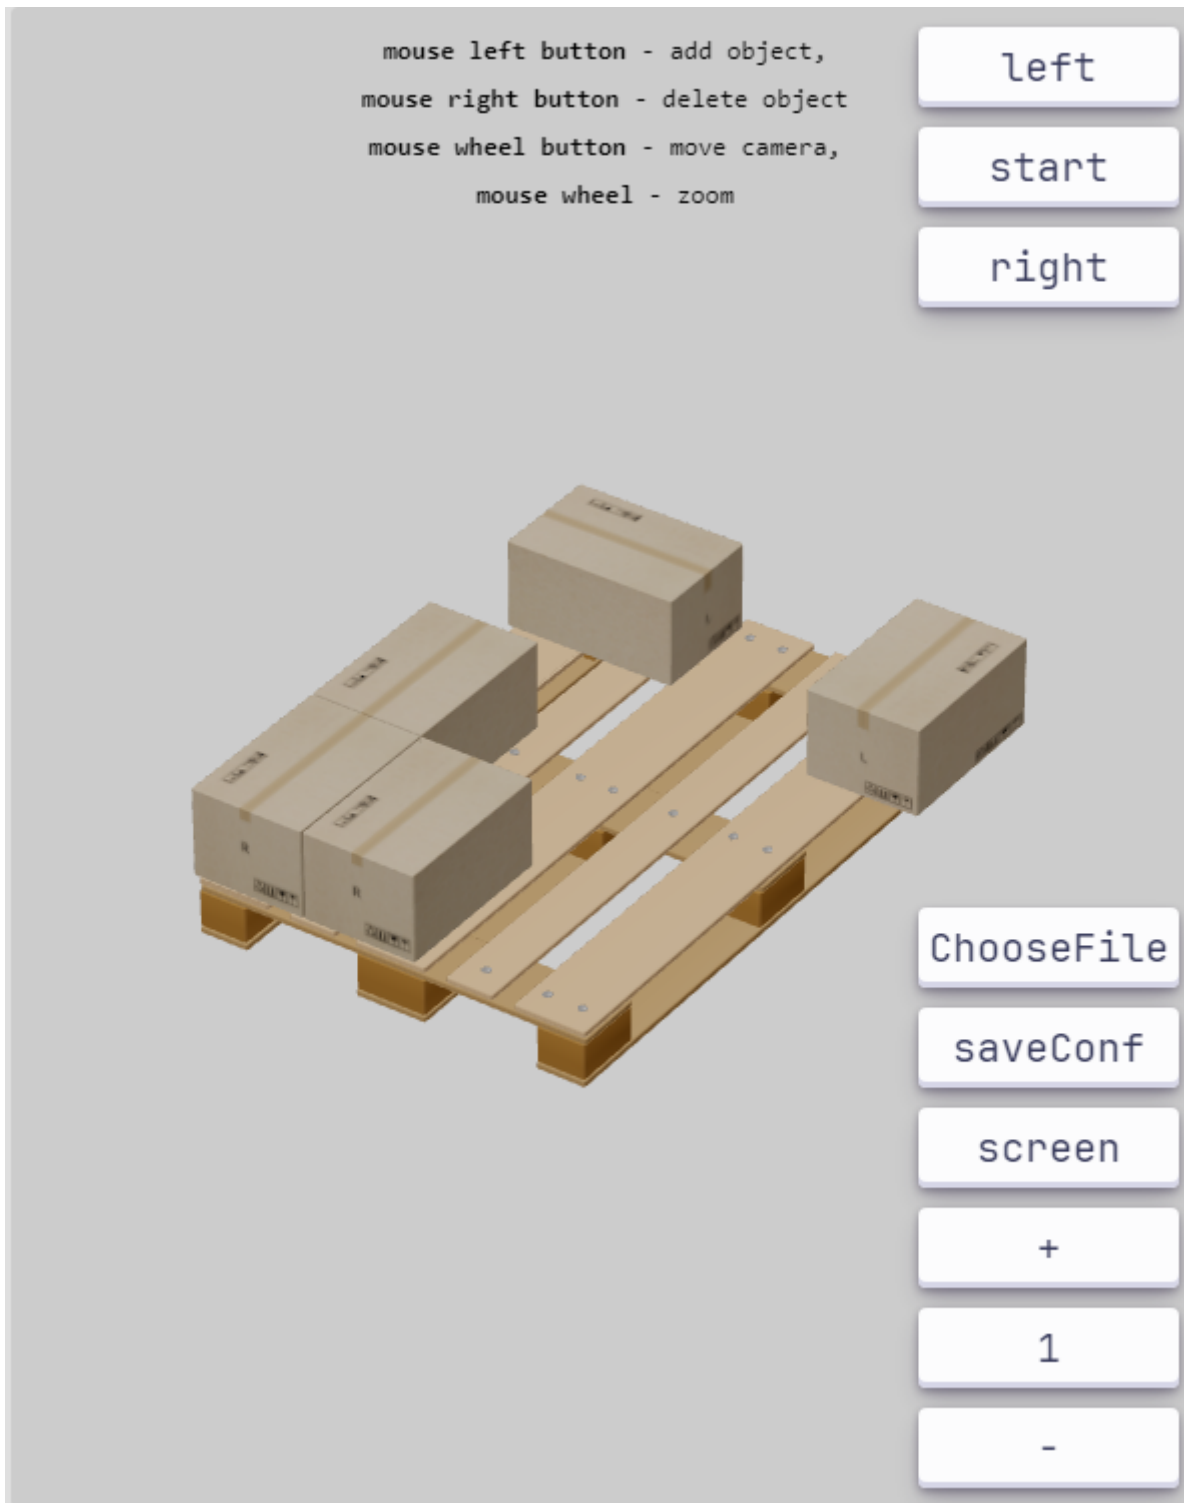 mouse left button - add object,
mouse right button - delete object
mouse wheel button - move camera,
mouse wheel - zoom
left
start
right
L
L
R
R
ChooseFile
saveConf
screen
+
1
-